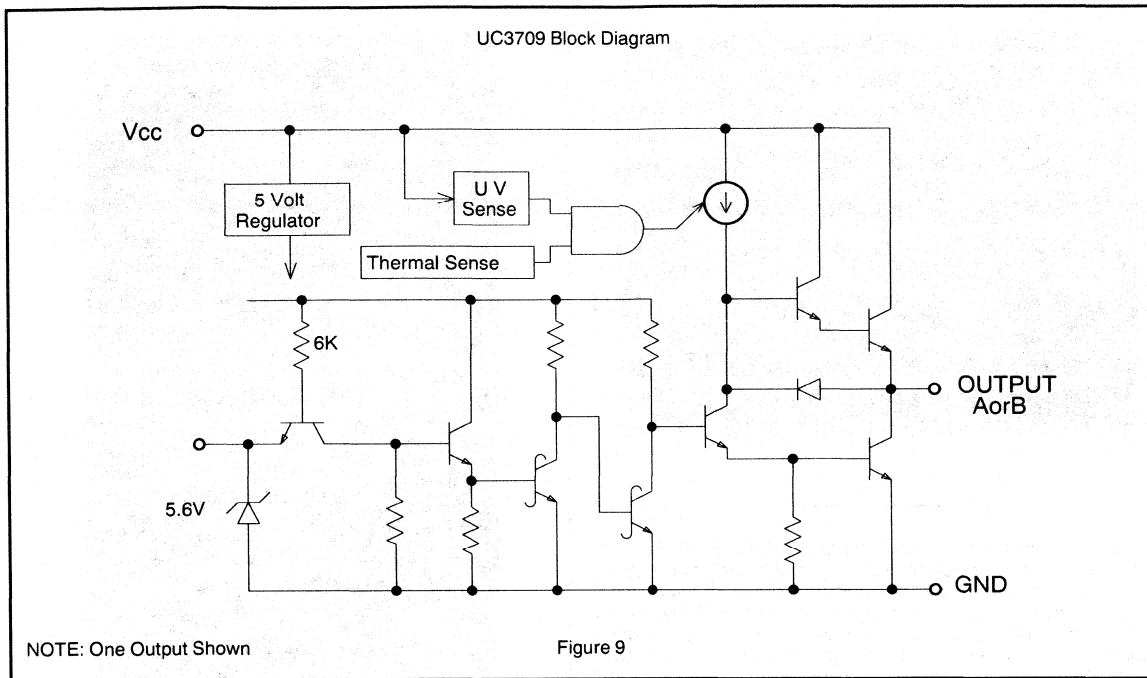 UC3709 Block Diagram
Vcc
5 Volt
Regulator
U V
Sense
Thermal Sense
6K
OUTPUT
AorB
5.6V
GND
NOTE: One Output Shown
Figure 9